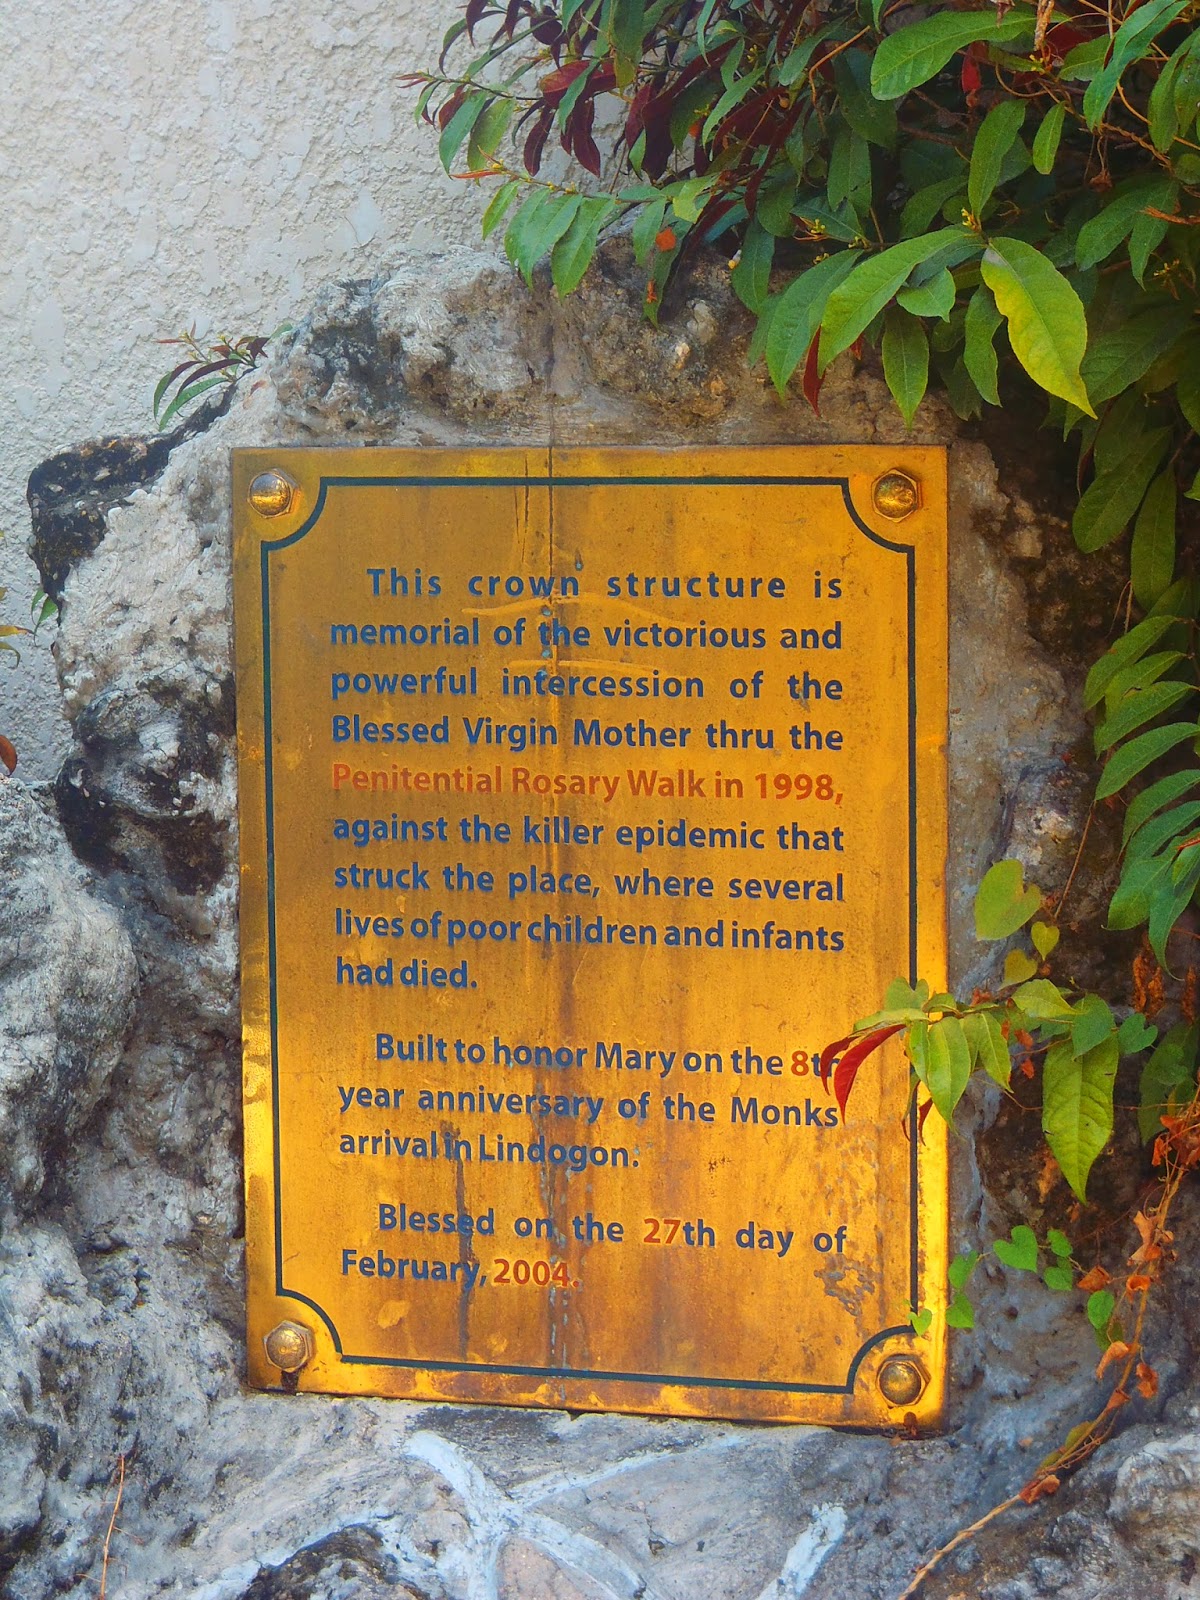 This crown structure is
memorial of the victorious and
powerful intercession of the
Blessed Virgin Mother thru the
Penitential Rosary Walk in 1998,
against the killer epidemic that
struck the place, where several
lives of poor children and infants
had died.
Built to honor Mary on the 8th
year anniversary of the Monks
arrival in Lindogon.
Blessed on the 27th day of
February, 2004.